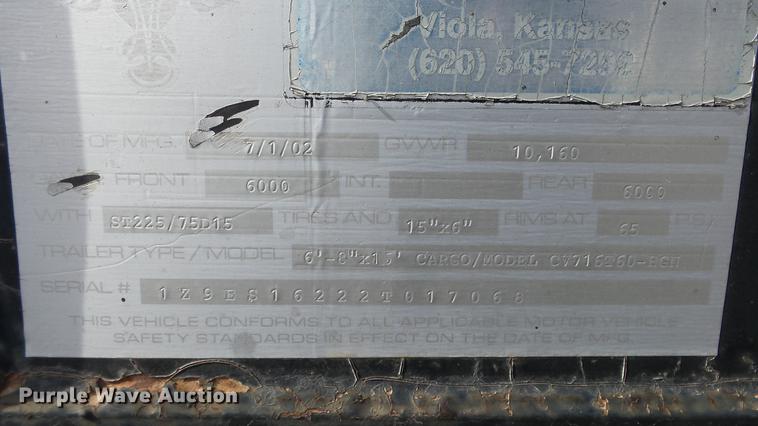 Viola, Kansas
(620) 545-
DATE OF MFG. 7/1/02 GVWR 10,160
FRONT 6000 INT. REAR 6000
WITH ST225/75D15 TIRES AND 15"x6" RIMS AT 65 P.S.I
TRAILER TYPE / MODEL 6'-8"x15' CARGO/MODEL
SERIAL # 1Z9ES16222T017068
THIS VEHICLE CONFORMS TO ALL APPLICABLE MOTOR VEHICLE
SAFETY STANDARDS IN EFFECT ON THE DATE OF MFG
Purple Wave Auction